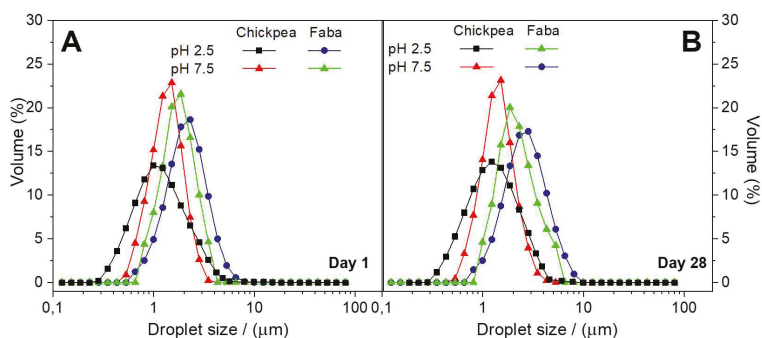 A
Chickpea Faba
pH 2.5
pH 7.5
Day 1
Volume (%)
30
25
20
15
10
5
0
0,1 1 10 100
Droplet size / (μm)
B
Chickpea Faba
pH 2.5
pH 7.5
Day 28
0,1 1 10 100
Droplet size / (μm)
30
25
20
15
10
5
0
Volume (%)